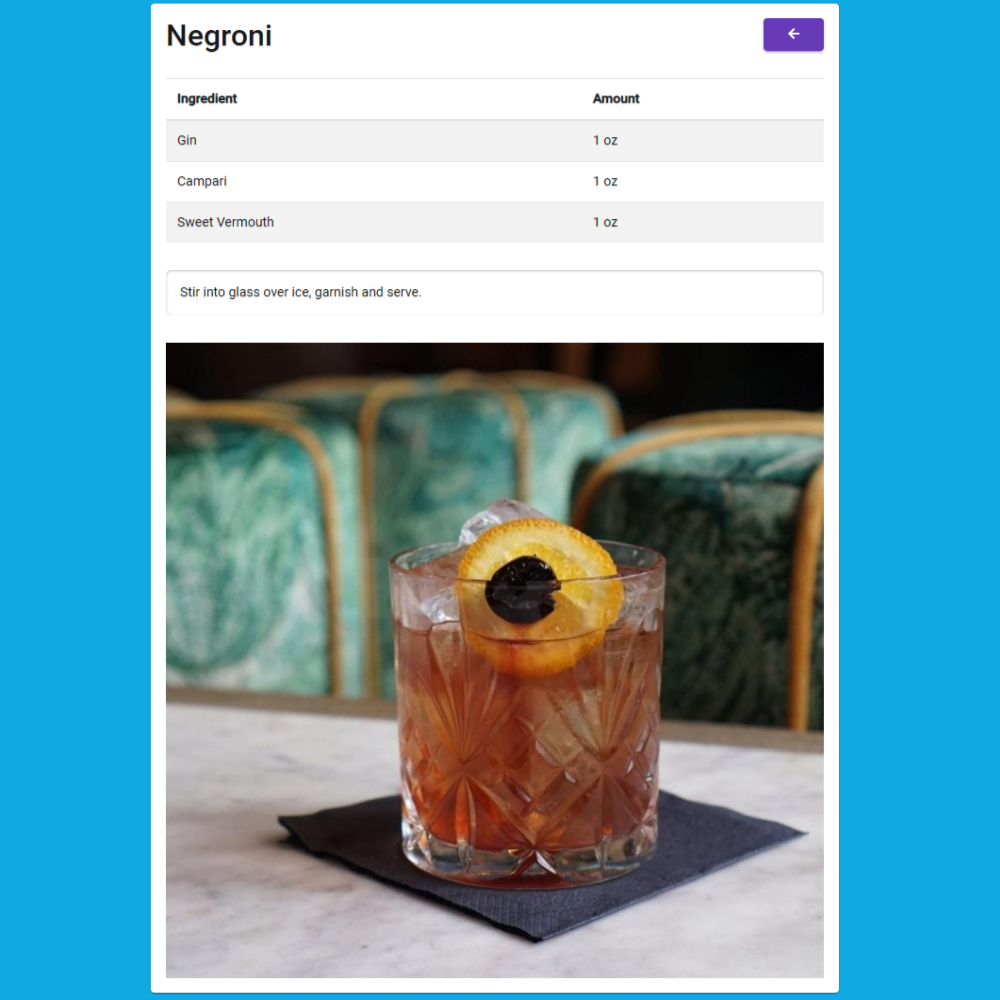 Negroni
Ingredient Amount
Gin 1 oz
Campari 1 oz
Sweet Vermouth 1 oz
Stir into glass over ice, garnish and serve.